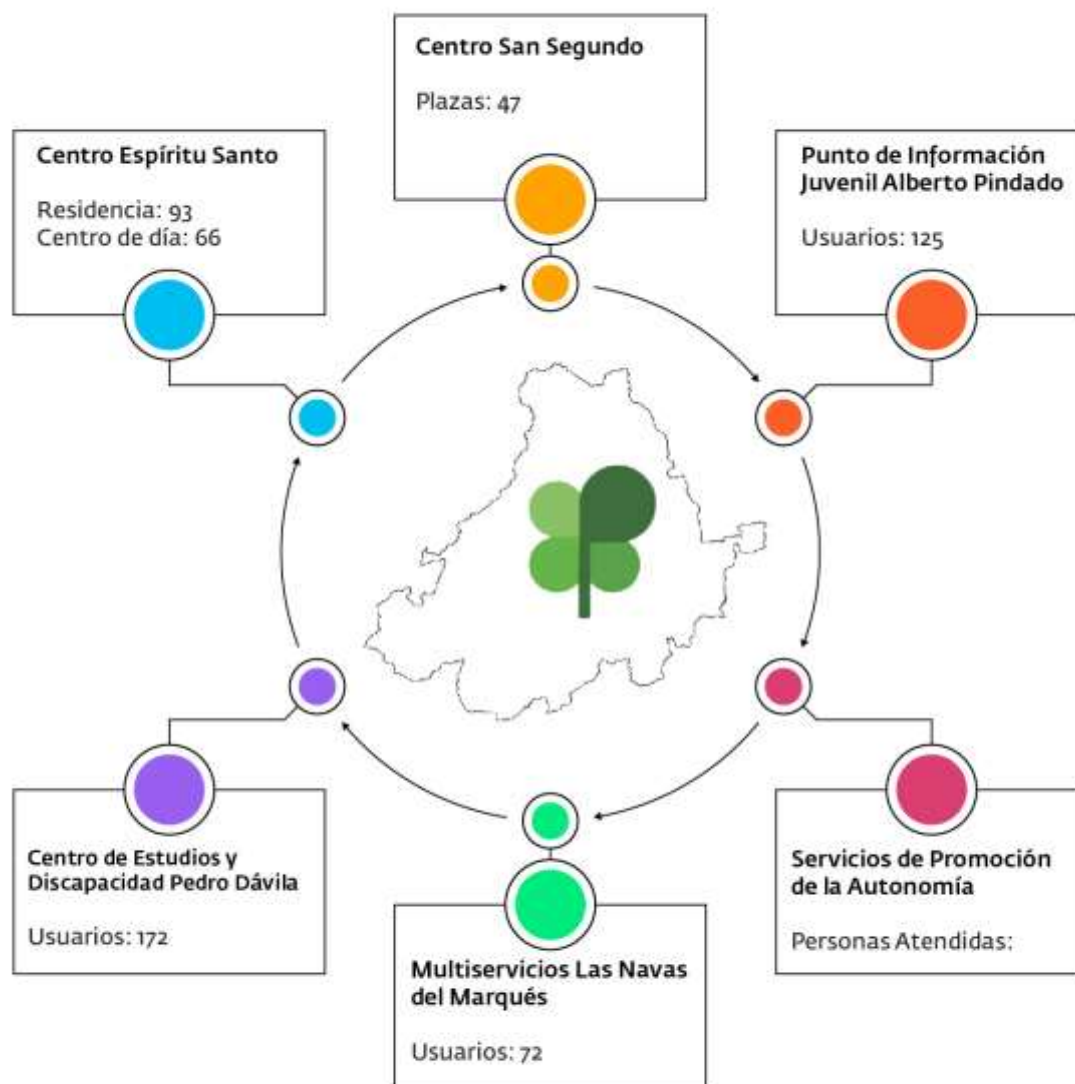 Centro San Segundo
Plazas: 47
Centro Espíritu Santo
Residencia: 93
Centro de día: 66
Punto de Información
Juvenil Alberto Pindado
Usuarios: 125
Centro de Estudios y
Discapacidad Pedro Dávila
Usuarios: 172
Multiservicios Las Navas
del Marqués
Usuarios: 72
Servicios de Promoción
de la Autonomía
Personas Atendidas: